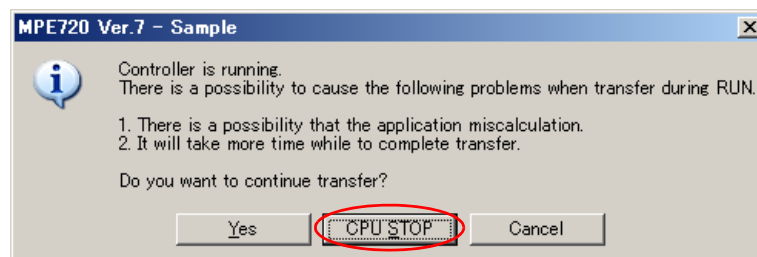 MPE720 Ver.7 - Sample
Controller is running.
There is a possibility to cause the following problems when transfer during RUN.
1. There is a possibility that the application miscalculation.
2. It will take more time while to complete transfer.
Do you want to continue transfer?
Yes CPU STOP Cancel